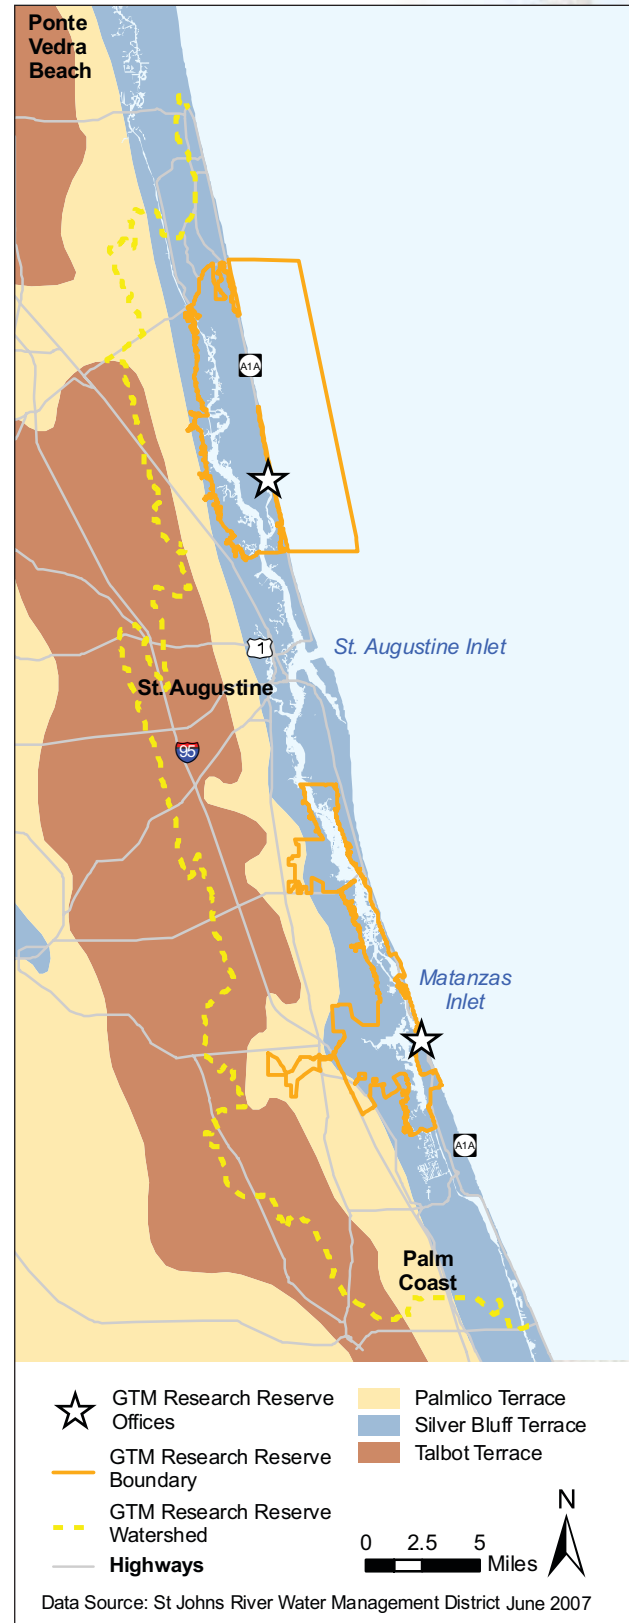 Ponte
Vedra
Beach
A1A
1
St. Augustine Inlet
St. Augustine
95
Matanzas
Inlet
A1A
Palm
Coast
GTM Research Reserve
Offices
GTM Research Reserve
Boundary
GTM Research Reserve
Watershed
Highways
Palmlico Terrace
Silver Bluff Terrace
Talbot Terrace
N
0 2.5 5
Miles
Data Source: St Johns River Water Management District June 2007